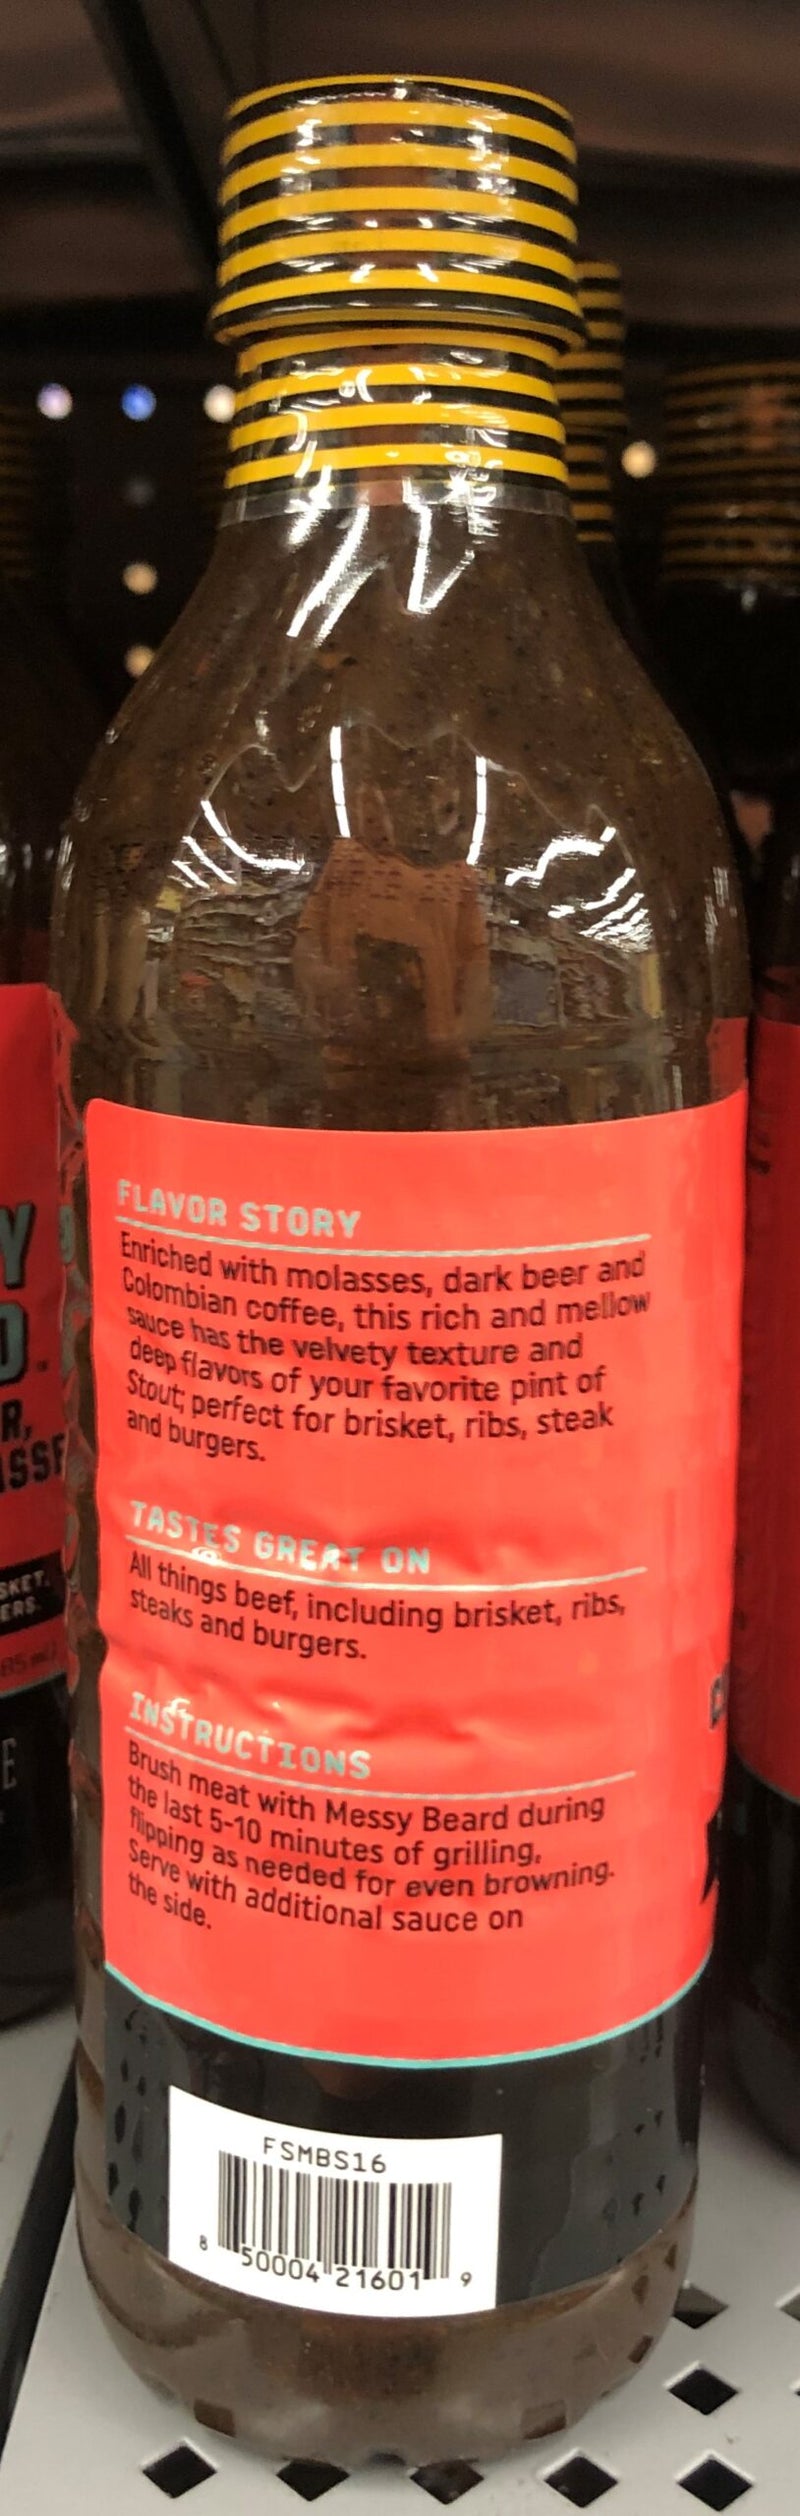 FLAVOR STORY
Enriched with molasses, dark beer and
Colombian coffee, this rich and mellow
sauce has the velvety texture and
deep flavors of your favorite pint of
Stout; perfect for brisket, ribs, steak
and burgers.
TASTES GREAT ON
All things beef, including brisket, ribs,
steaks and burgers.
INSTRUCTIONS
Brush meat with Messy Beard during
the last 5-10 minutes of grilling,
flipping as needed for even browning.
Serve with additional sauce on
the side.
FSMBS16
8 50004 21601 9